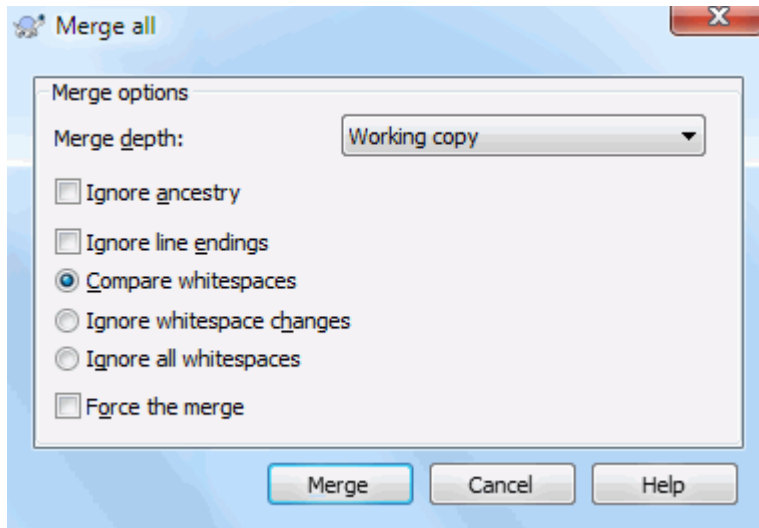 Merge all
Merge options
Merge depth: Working copy
Ignore ancestry
Ignore line endings
Compare whitespaces
Ignore whitespace changes
Ignore all whitespaces
Force the merge
Merge Cancel Help